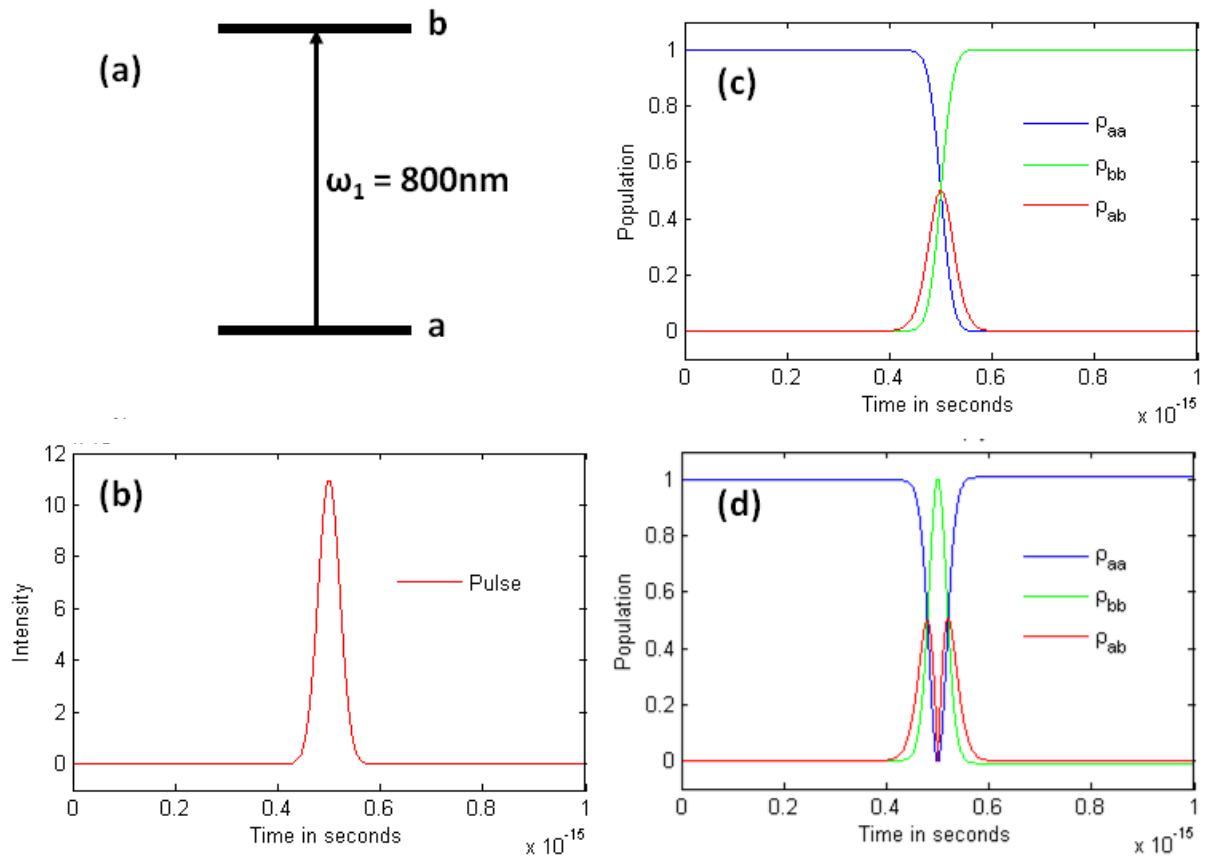 (a)
b
ω₁ = 800nm
a
(c)
Population
1
0.8
0.6
0.4
0.2
0
ρaa
ρbb
ρab
0 0.2 0.4 0.6 0.8 1
Time in seconds
x 10⁻¹⁵
(b)
Intensity
12
10
8
6
4
2
0
Pulse
0 0.2 0.4 0.6 0.8 1
Time in seconds
x 10⁻¹⁵
(d)
Population
1
0.8
0.6
0.4
0.2
0
ρaa
ρbb
ρab
0 0.2 0.4 0.6 0.8 1
Time in seconds
x 10⁻¹⁵